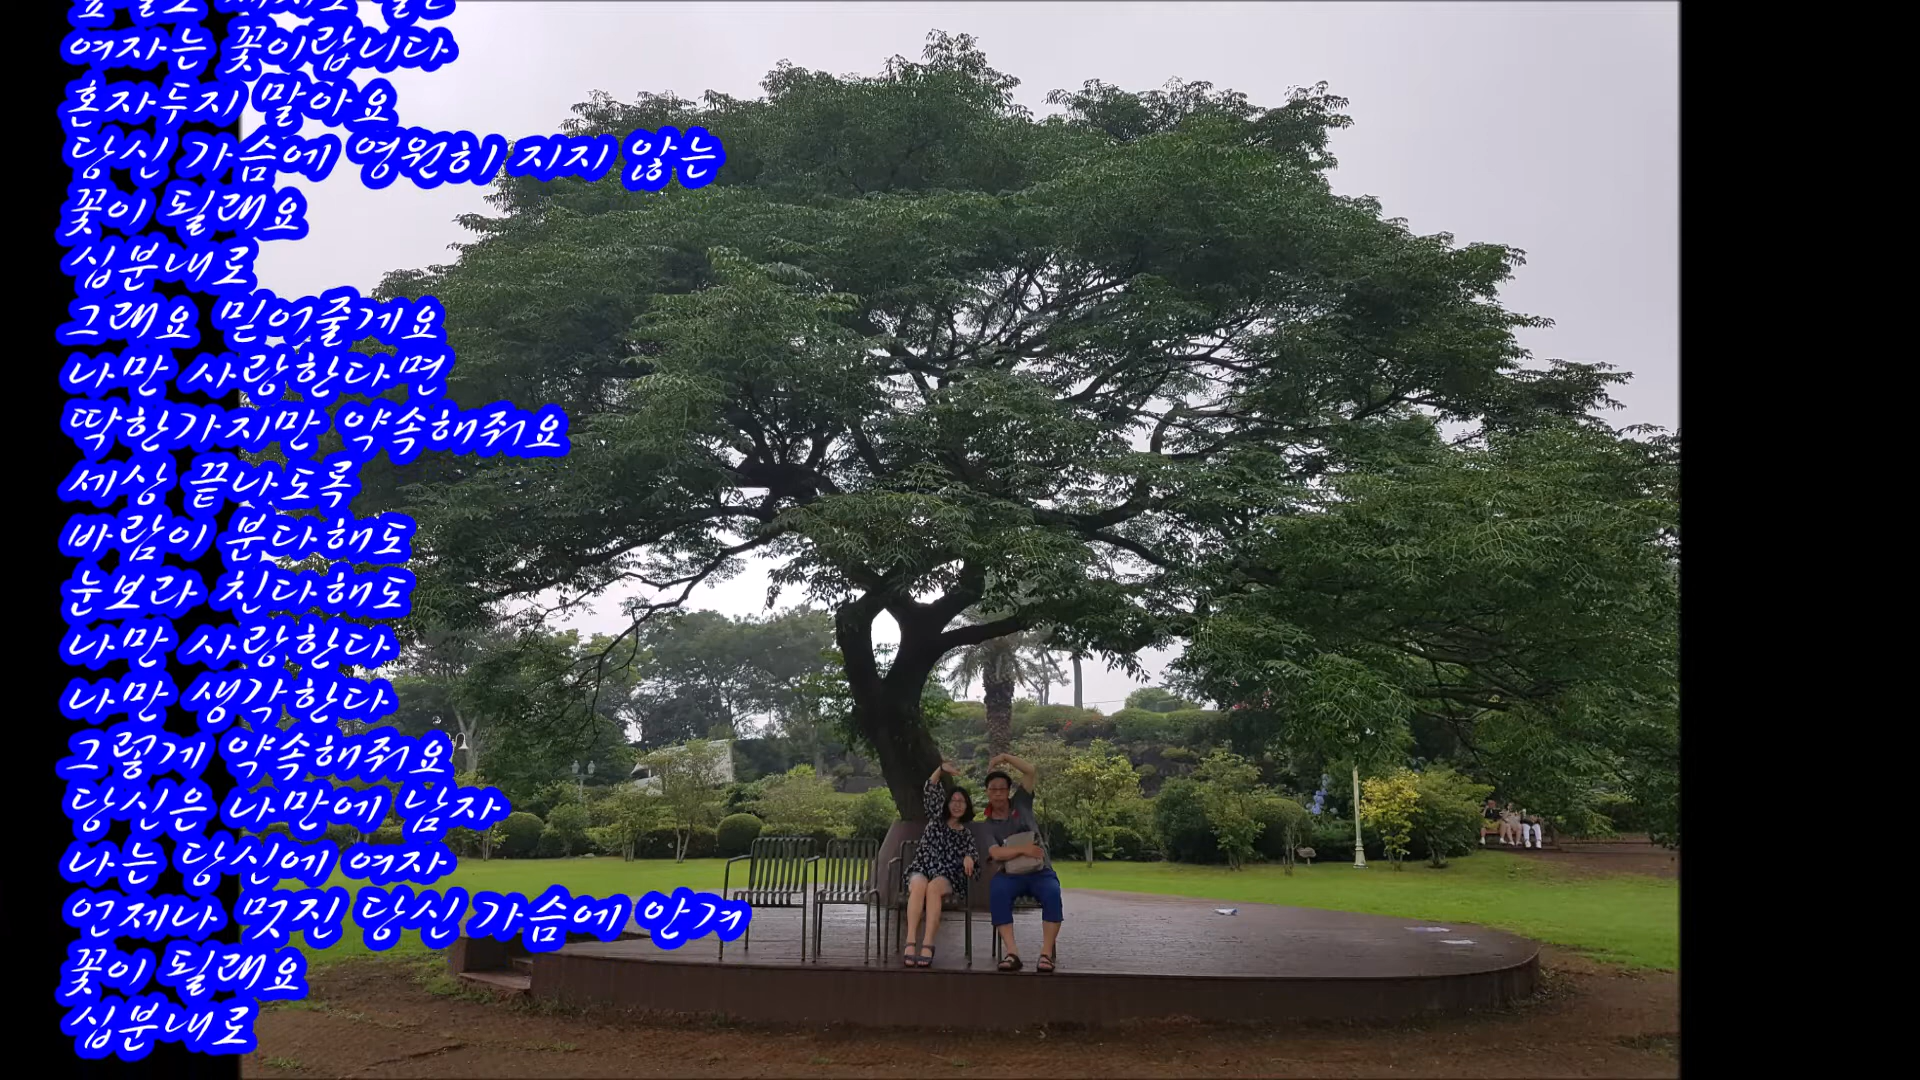 여자는 꽃이랍니다
혼자두지 말아요
당신 가슴에 영원히 지지 않는
꽃이 될래요
십분내로
그래요 믿어줄게요
나만 사랑한다면
딱한가지만 약속해줘요
세상 끝나도록
바람이 분다해도
눈보라 친다해도
나만 사랑한다
나만 생각한다
그렇게 약속해줘요
당신은 나만에 남자
나는 당신에 여자
언제나 멋진 당신 가슴에 안겨
꽃이 될래요
십분내로